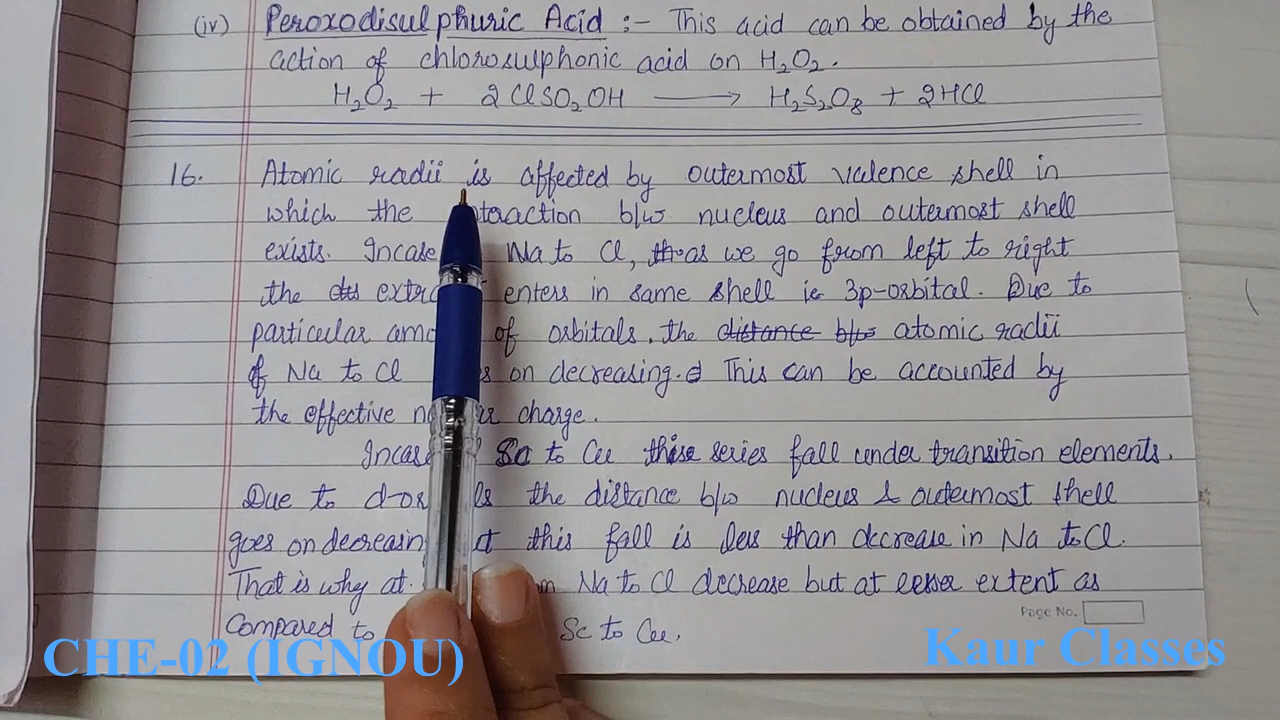 (iv) Peroxodisulphuric Acid :- This acid can be obtained by the
action of chlorosulphonic acid on H₂O₂.
H₂O₂ + 2ClSO₂OH ⟶ H₂S₂O₈ + 2HCl
16. Atomic radii is affected by outermost valence shell in
which the traction b/w nucleus and outermost shell
exists. Incase Na to Cl, as we go from left to right
the extra enters in same shell ie 3p-orbital. Due to
particular amo of orbitals, the distance b/w atomic radii
of Na to Cl on decreasing. This can be accounted by
the effective charge.
Incase Sc to Cu these series fall under transition elements.
Due to d-or ls the distance b/w nucleus & outermost shell
goes on decreasin t this fall is less than decrease in Na to Cl.
That is why at. Na to Cl decrease but at lesser extent as
Compared to Sc to Cu.
Page No.
CHE-02 (IGNOU)
Kaur Classes